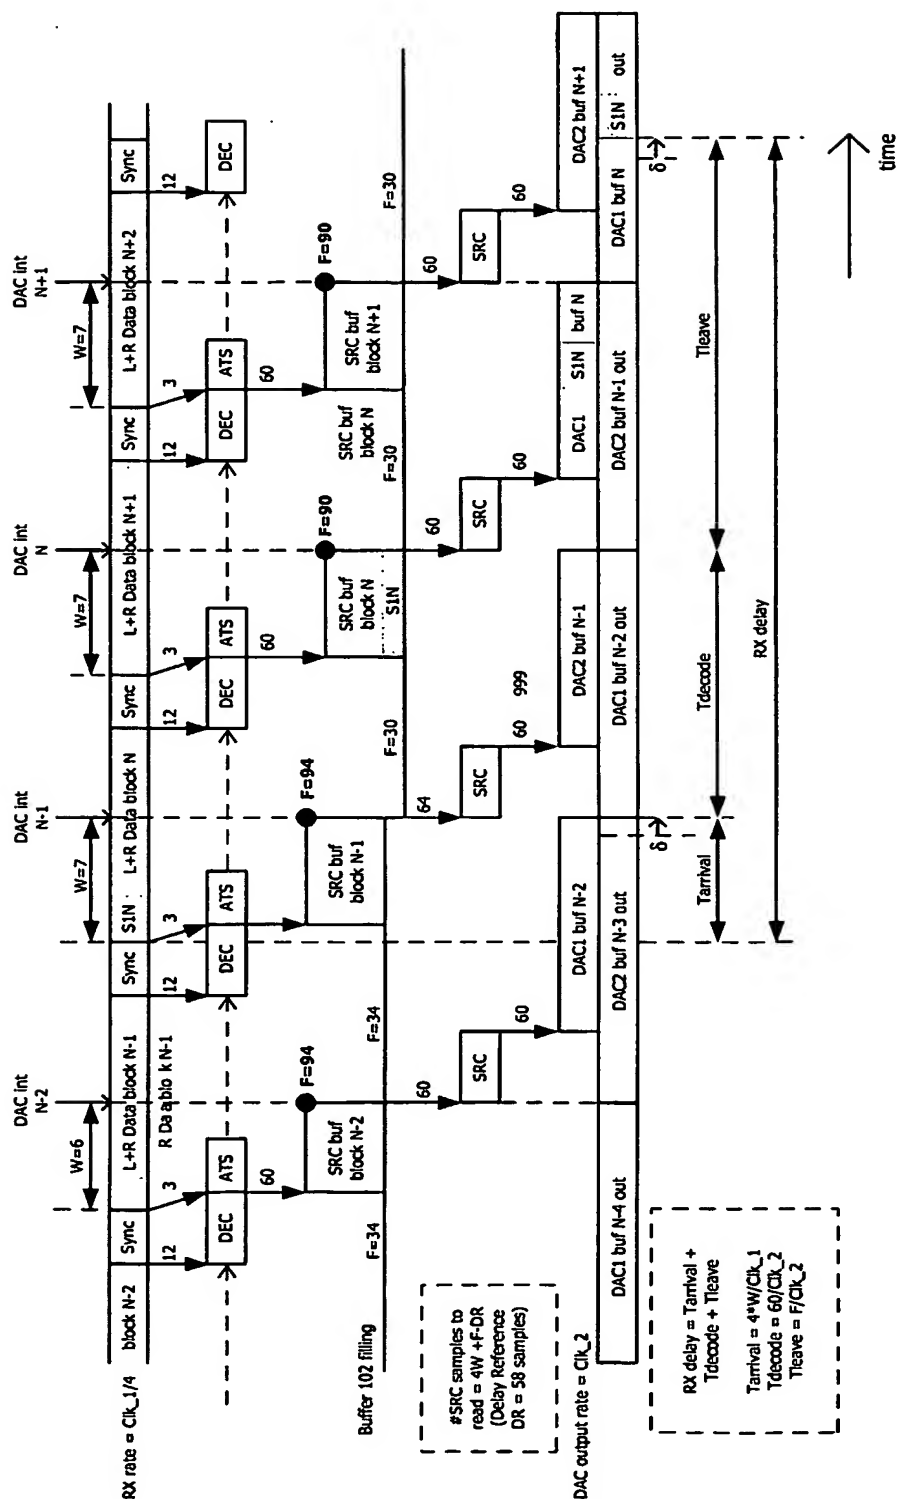 DAC int
N-2
DAC int
N-1
DAC int
N
DAC int
N+1
W=6
W=7
W=7
W=7
RX rate = Clk_1/4
block N-2
Sync
L+R Data block N-1
Sync
S1N
L+R Data block N
Sync
L+R Data block N+1
Sync
L+R Data block N+2
Sync
R Da a blo k N-1
12
3
12
3
12
3
12
3
12
DEC
ATS
DEC
ATS
DEC
ATS
DEC
ATS
DEC
60
60
60
F=94
F=94
F=90
F=90
SRC buf
block N-2
SRC buf
block N-1
SRC buf
block N
S1N
SRC buf
block N+1
Buffer 102 filling
F=34
F=34
F=30
SRC buf
block N
F=30
F=30
60
64
60
60
#SRC samples to
read = 4W +F-DR
(Delay Reference
DR = 58 samples)
SRC
SRC
SRC
SRC
60
60
999
60
60
DAC output rate = Clk_2
DAC1 buf N-2
DAC2 buf N-1
DAC1
S1N
buf N
DAC2 buf N+1
DAC1 buf N-4 out
DAC2 buf N-3 out
DAC1 buf N-2 out
DAC2 buf N-1 out
DAC1 buf N
S1N
out
δ
δ
Tarrival
Tdecode
Tleave
RX delay
RX delay = Tarrival +
Tdecode + Tleave
Tarrival = 4*W/Clk_1
Tdecode = 60/Clk_2
Tleave = F/Clk_2
time